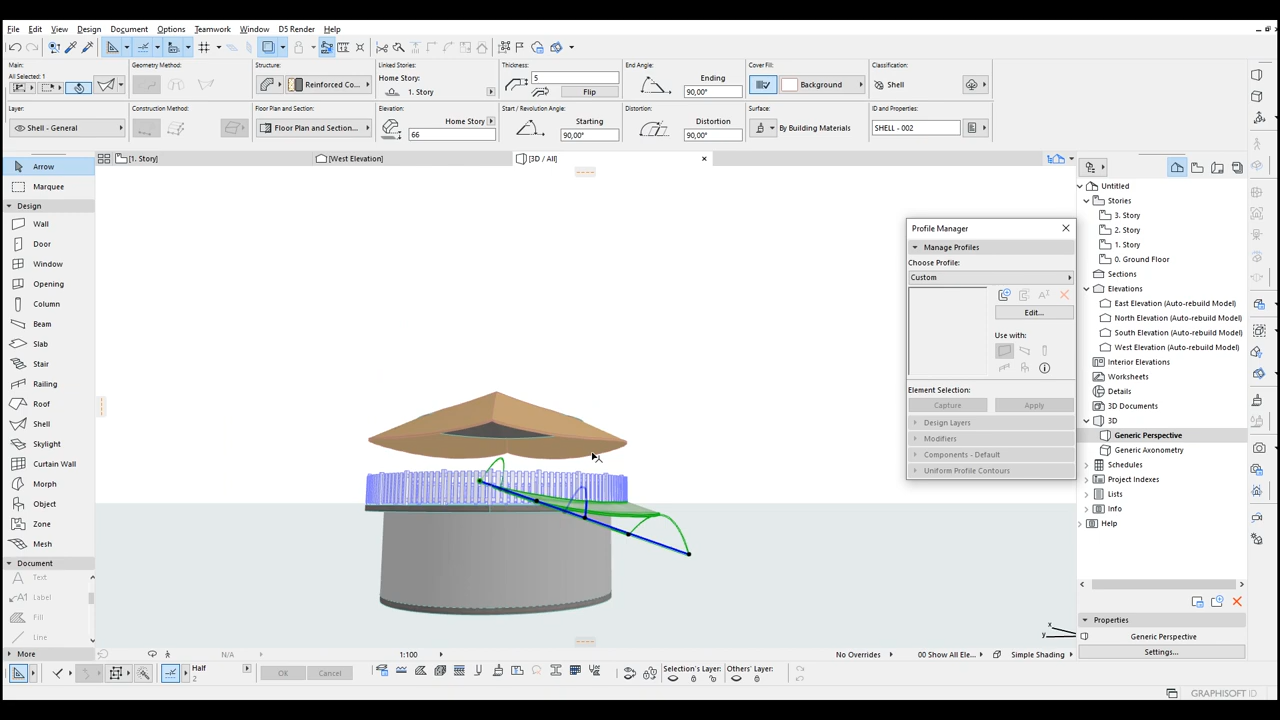 File Edit View Design Document Options Teamwork Window D5 Render Help
Main: Geometry Method: Structure: Linked Stories: Thickness: End Angle: Cover Fill: Classification:
All Selected: 1 Reinforced Co... Home Story: 5 Ending Background Shell
1. Story Flip 90,00°
Layer: Construction Method: Floor Plan and Section: Elevation: Start / Revolution Angle: Distortion: Surface: ID and Properties:
Shell - General Floor Plan and Section... Home Story Starting Distortion By Building Materials SHELL - 002
66 90,00° 90,00°
[1. Story] [West Elevation] [3D / All]
Arrow
Marquee
Design
Wall
Door
Window
Opening
Column
Beam
Slab
Stair
Railing
Roof
Shell
Skylight
Curtain Wall
Morph
Object
Zone
Mesh
Document
Text
Label
Fill
Line
More
Profile Manager
Manage Profiles
Choose Profile:
Custom
Edit...
Use with:
Element Selection:
Capture Apply
Design Layers
Modifiers
Components - Default
Uniform Profile Contours
Untitled
Stories
3. Story
2. Story
1. Story
0. Ground Floor
Sections
Elevations
East Elevation (Auto-rebuild Model)
North Elevation (Auto-rebuild Model)
South Elevation (Auto-rebuild Model)
West Elevation (Auto-rebuild Model)
Interior Elevations
Worksheets
Details
3D Documents
3D
Generic Perspective
Generic Axonometry
Schedules
Project Indexes
Lists
Info
Help
Properties
Generic Perspective
Settings...
x
y
N/A 1:100 No Overrides 00 Show All Ele... Simple Shading
Half
2
OK Cancel Selection's Layer: Others' Layer:
GRAPHISOFT ID